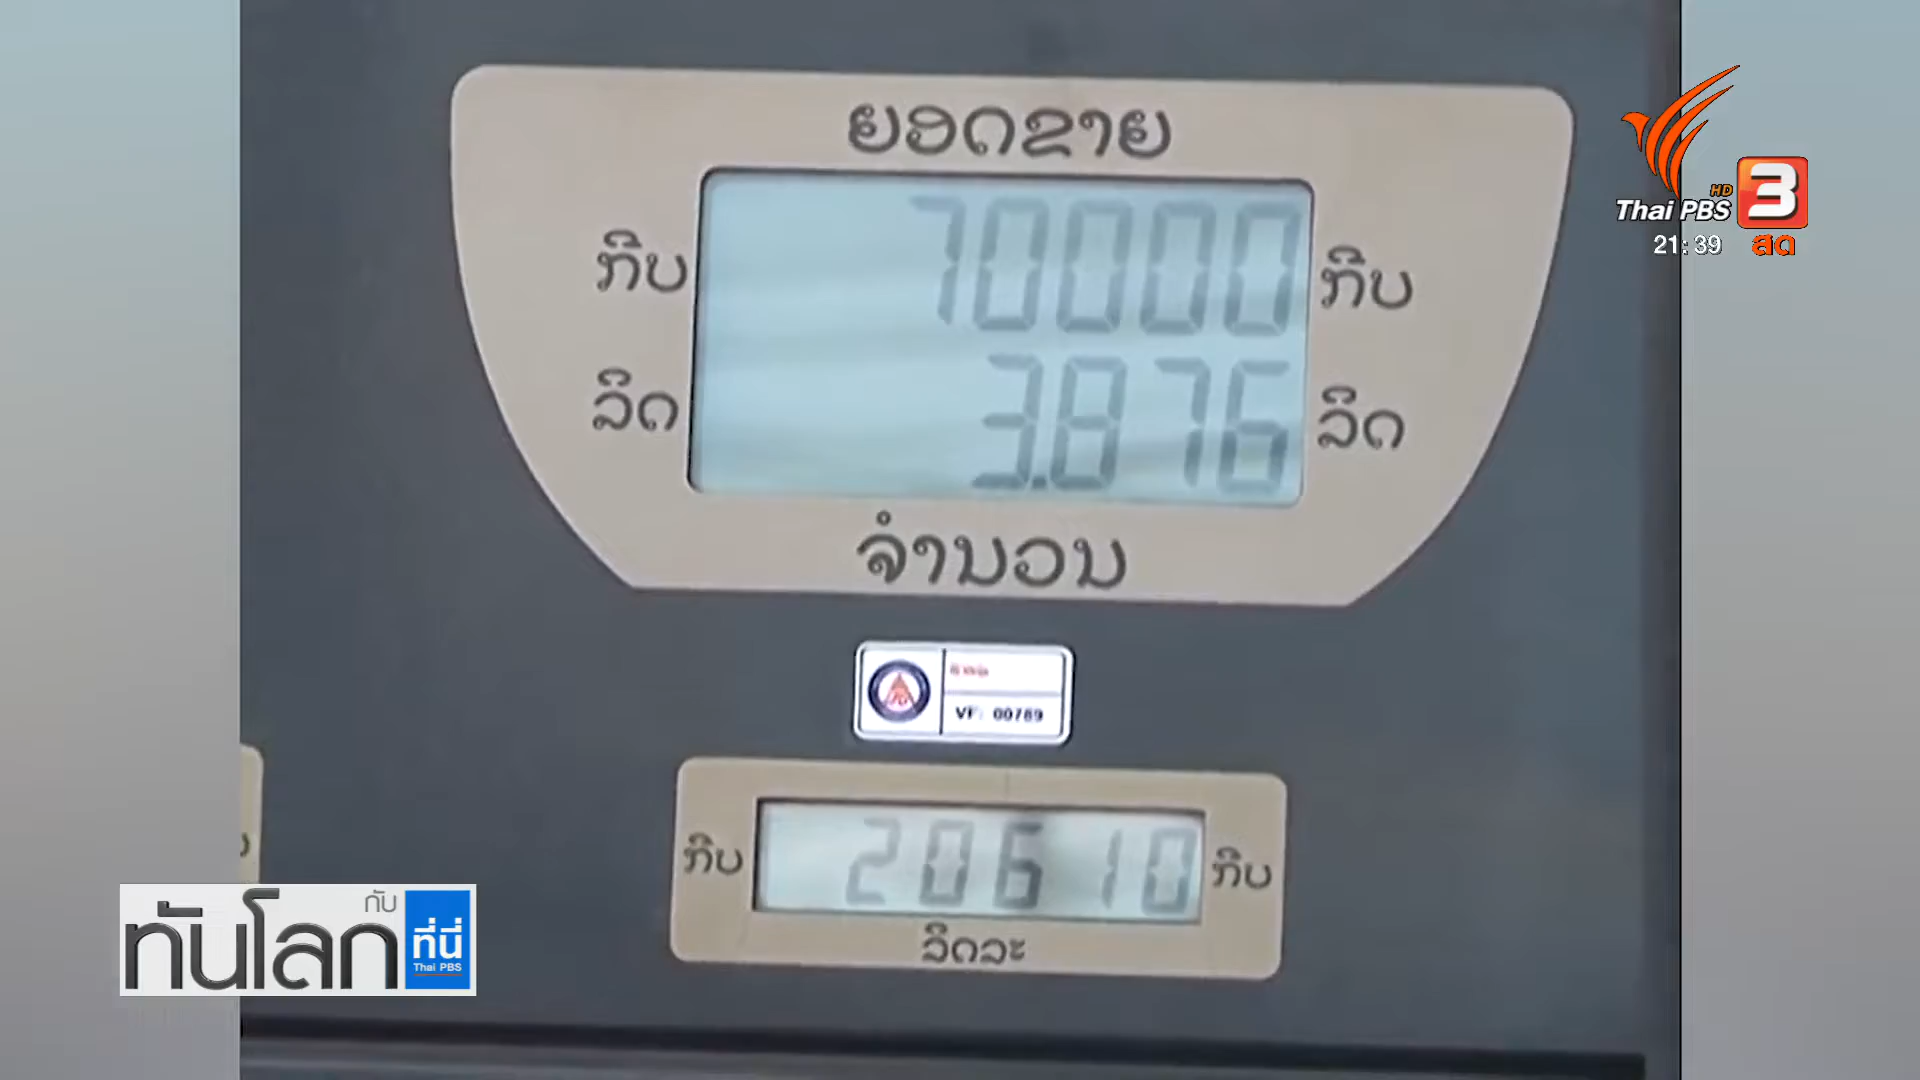 ຍອດຂາຍ
ກີບ 70000 ກີບ
ລິດ 3.876 ລິດ
ຈຳນວນ
VF: 00789
ກີບ 20610 ກີບ
ລິດລະ
Thai PBS HD 3
21:39 สด
ทันโลก กับ ที่นี่ Thai PBS